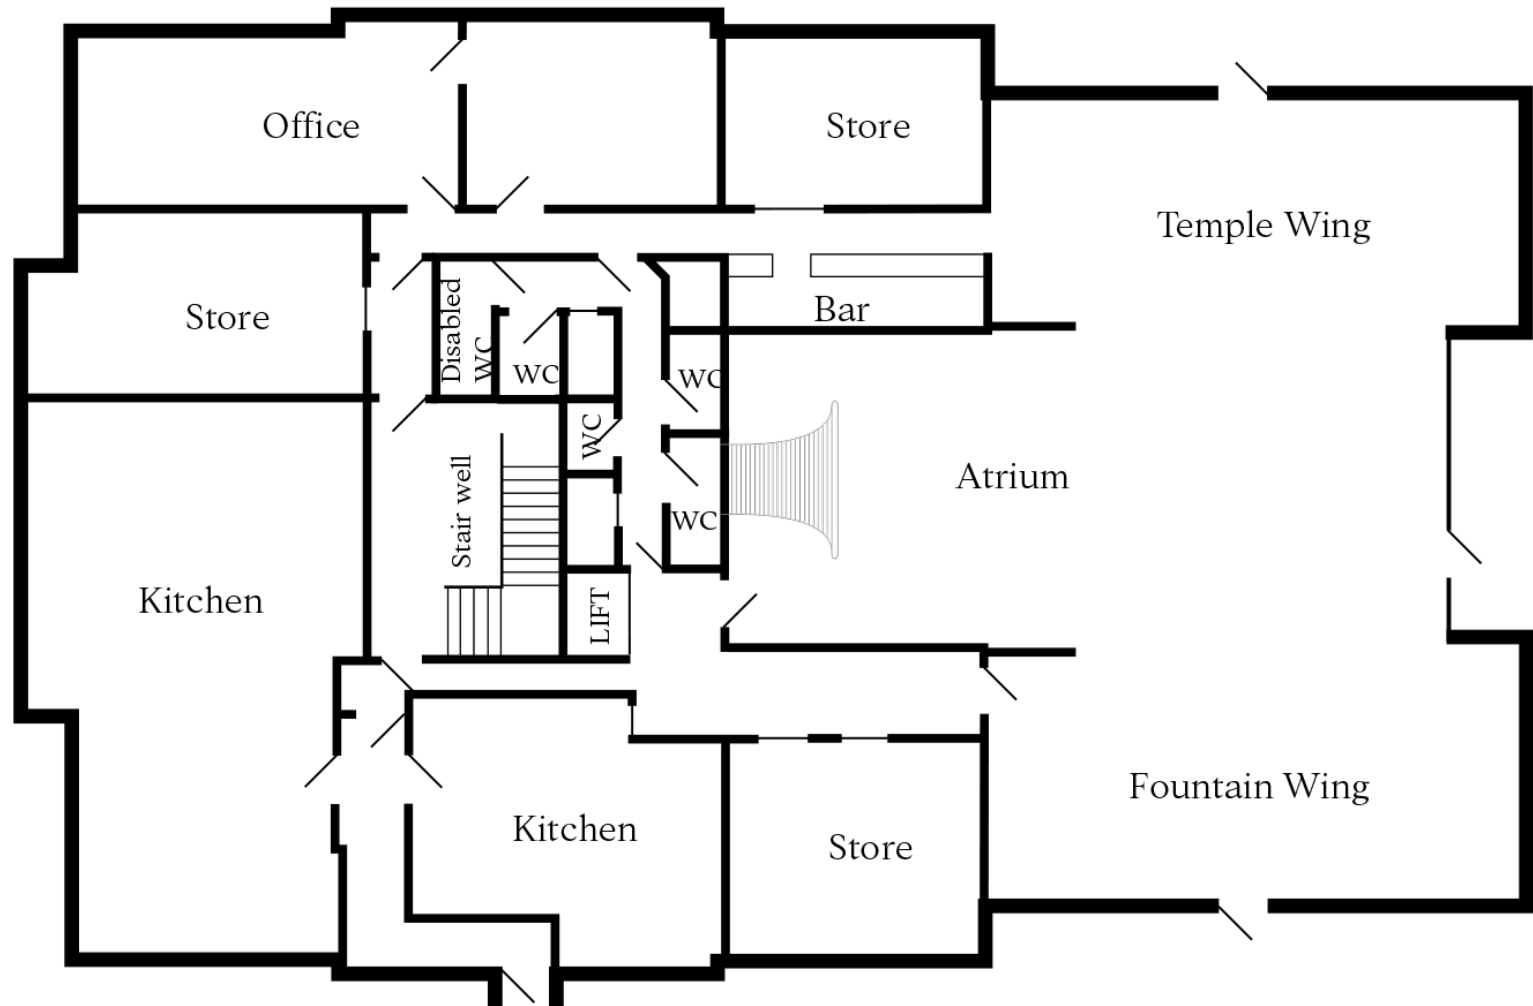 Office
Store
Temple Wing
Store
Disabled
WC
WC
WC
Bar
WC
Stair well
WC
Atrium
Kitchen
LIFT
Fountain Wing
Kitchen
Store